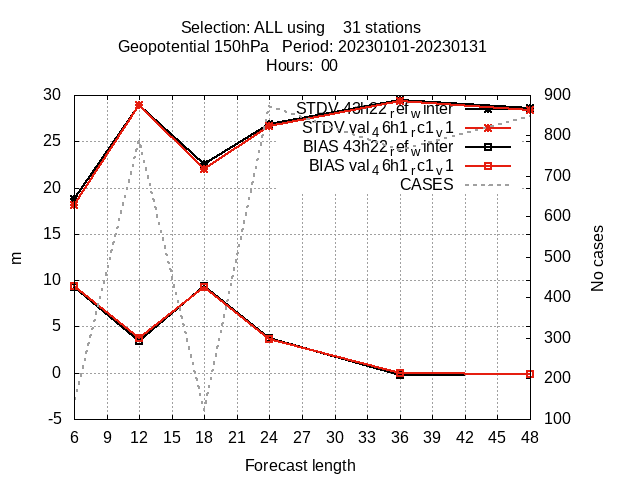 Selection: ALL using    31 stations
Geopotential 150hPa   Period: 20230101-20230131
Hours:  00
STDV 43h22_ref_winter
STDV val_46h1_rc1_v1
BIAS 43h22_ref_winter
BIAS val_46h1_rc1_v1
CASES
30
25
20
15
10
5
0
-5
m
900
800
700
600
500
400
300
200
100
No cases
6 9 12 15 18 21 24 27 30 33 36 39 42 45 48
Forecast length